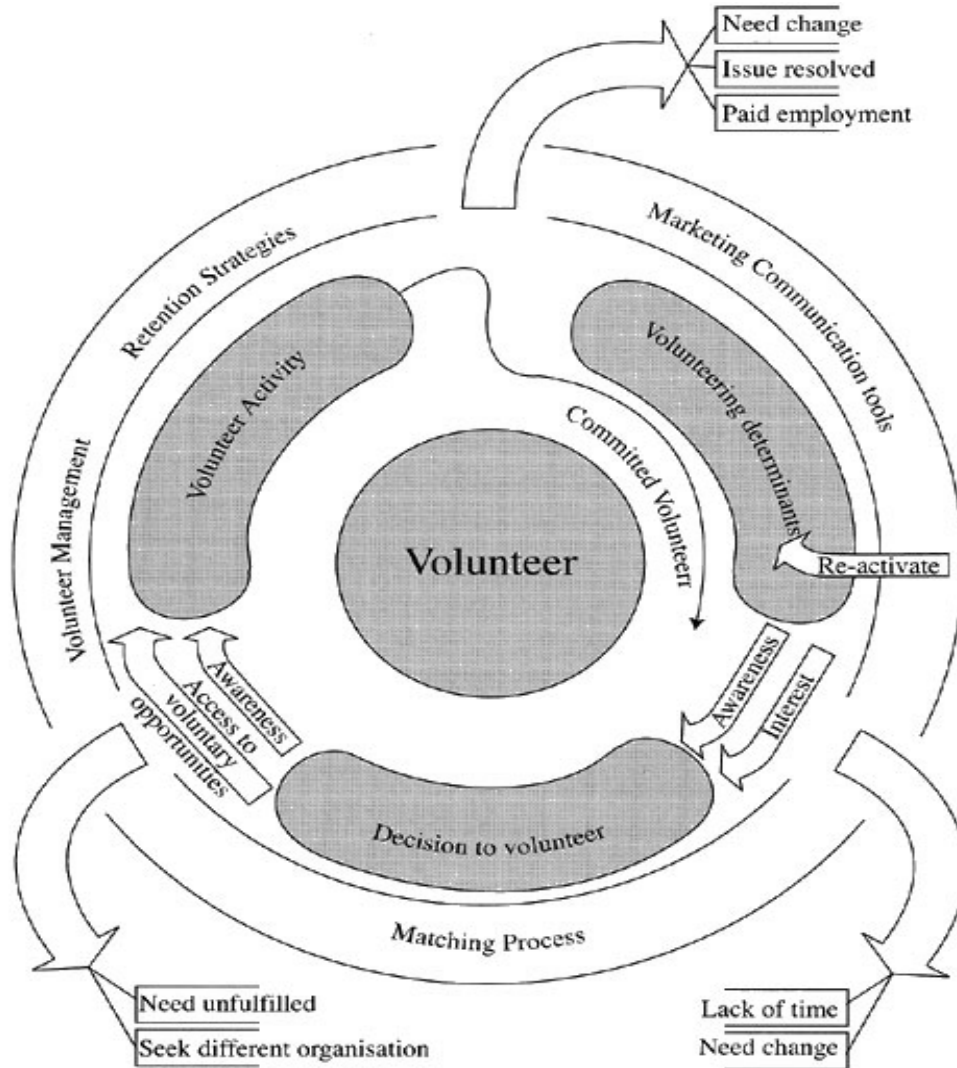 Need change
Issue resolved
Paid employment
Retention Strategies
Marketing Communication tools
Volunteer Management
Volunteer Activity
Volunteering determinants
Committed Volunteerr
Volunteer
Re-activate
Awareness
Interest
Awareness
Access to
voluntary
opportunities
Decision to volunteer
Matching Process
Need unfulfilled
Seek different organisation
Lack of time
Need change